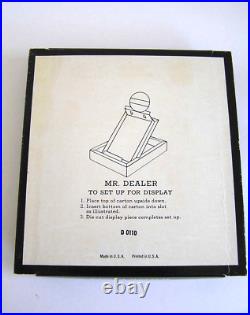 MR. DEALER
TO SET UP FOR DISPLAY
1. Place top of carton upside down.
2. Insert bottom of carton into slot
as illustrated.
3. Die cut display piece completes set up.
D 0110
Made in U.S.A. Printed in U.S.A.